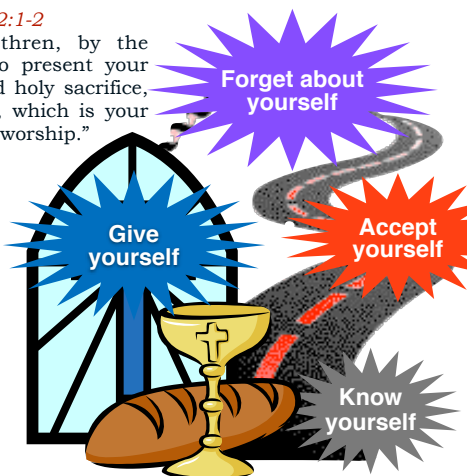 2:1-2
thren, by the
o present your
d holy sacrifice,
, which is your
worship.”
Forget about
yourself
Give
yourself
Accept
yourself
Know
yourself